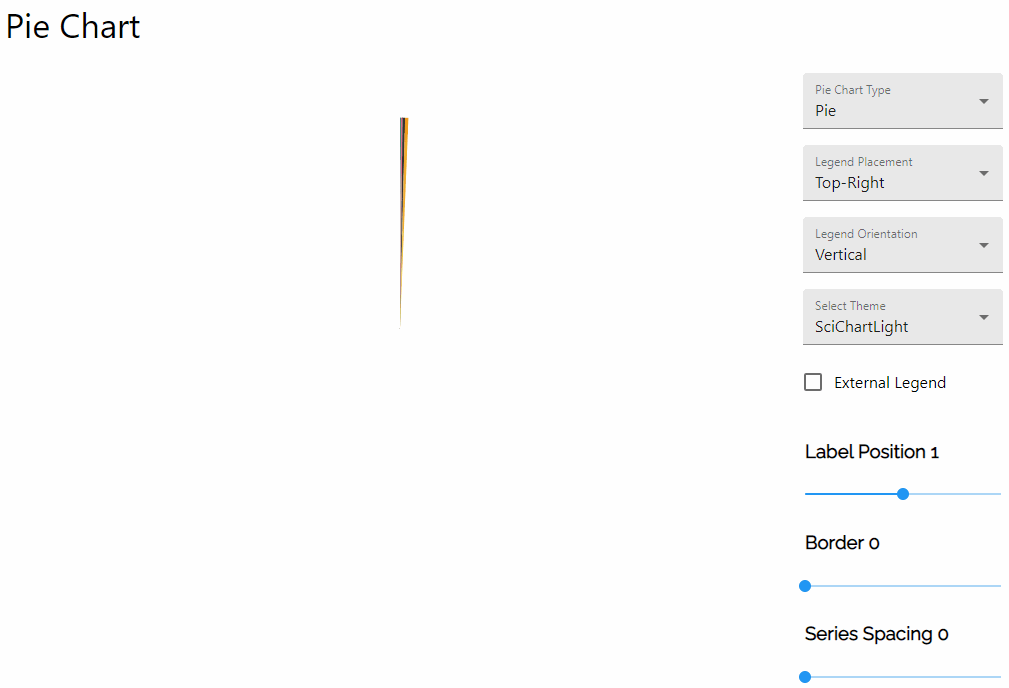 Pie Chart
Pie Chart Type
Pie
Legend Placement
Top-Right
Legend Orientation
Vertical
Select Theme
SciChartLight
External Legend
Label Position 1
Border 0
Series Spacing 0